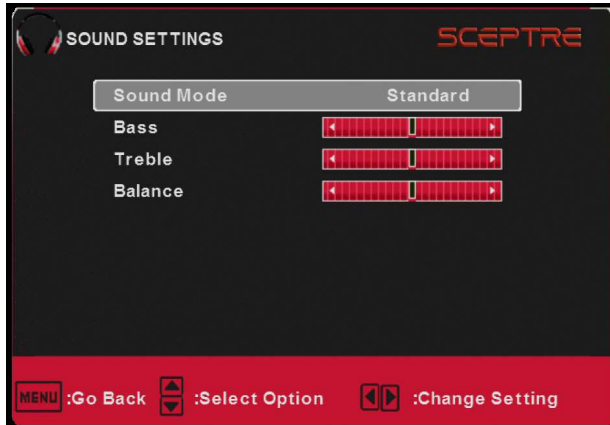 SOUND SETTINGS
SCEPTRE
Sound Mode Standard
Bass
Treble
Balance
MENU :Go Back :Select Option :Change Setting